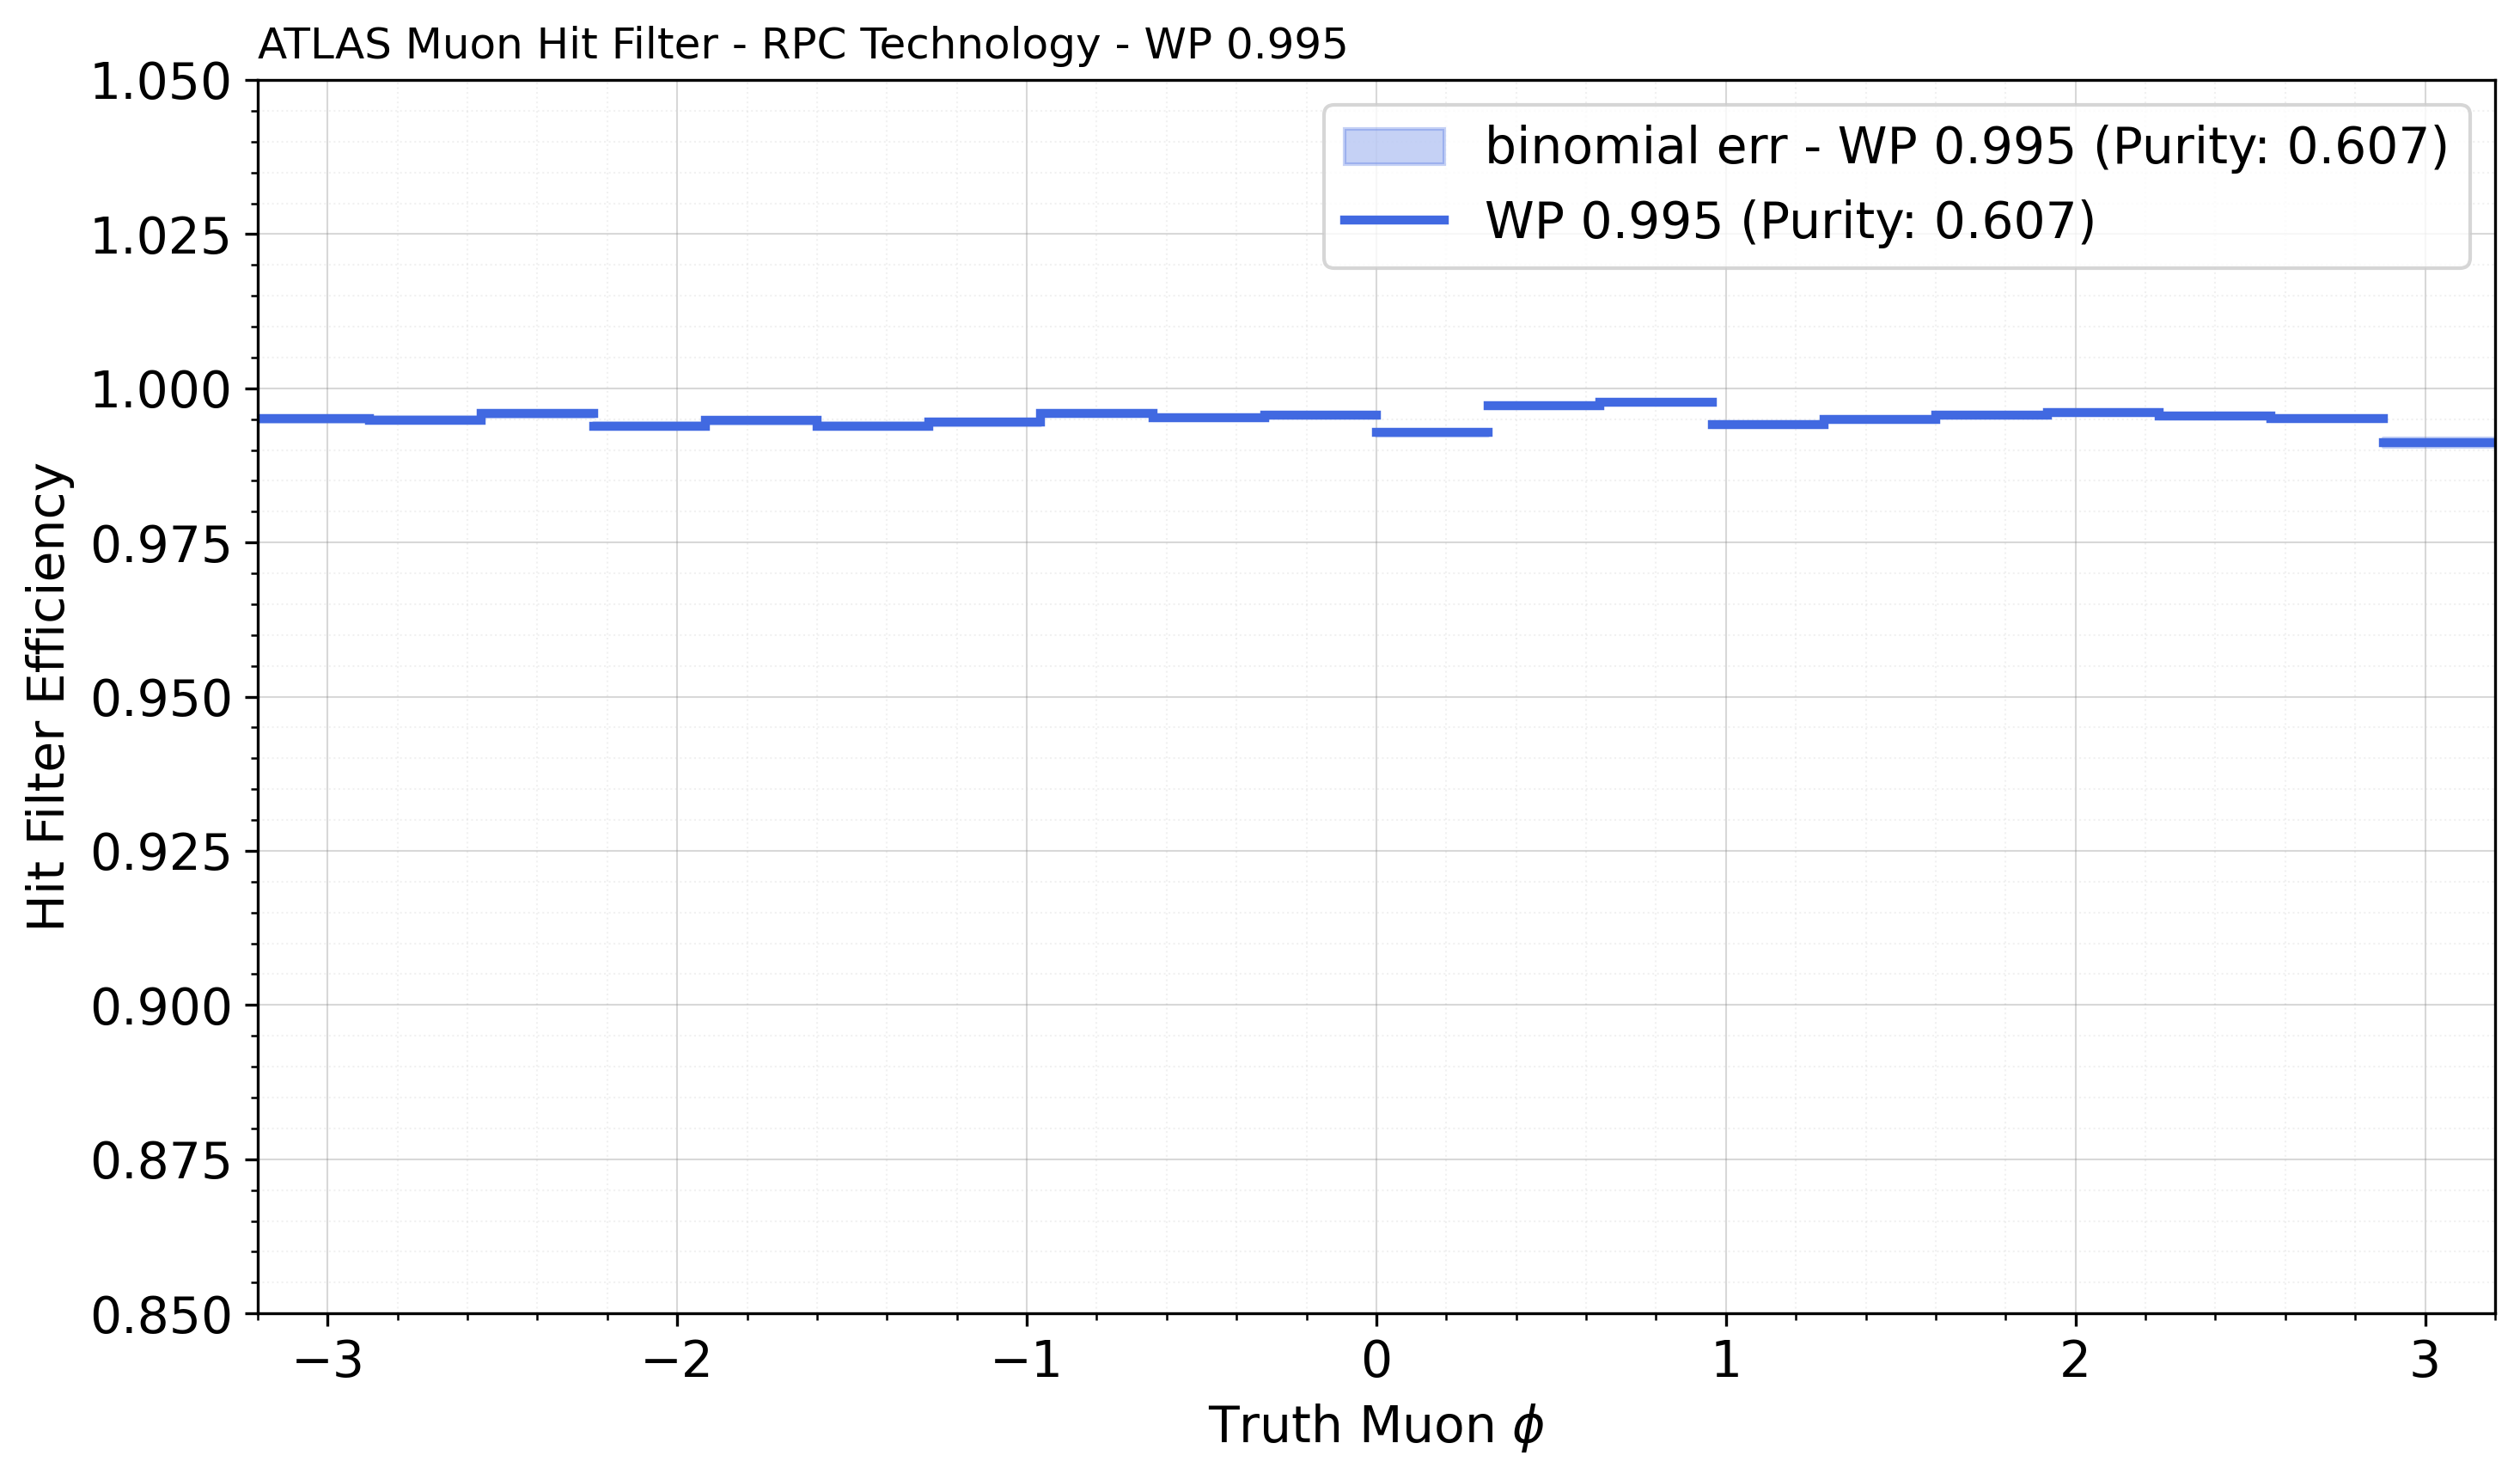 ATLAS Muon Hit Filter - RPC Technology - WP 0.995
binomial err - WP 0.995 (Purity: 0.607)
WP 0.995 (Purity: 0.607)
Hit Filter Efficiency
1.050
1.025
1.000
0.975
0.950
0.925
0.900
0.875
0.850
−3 −2 −1 0 1 2 3
Truth Muon ϕ